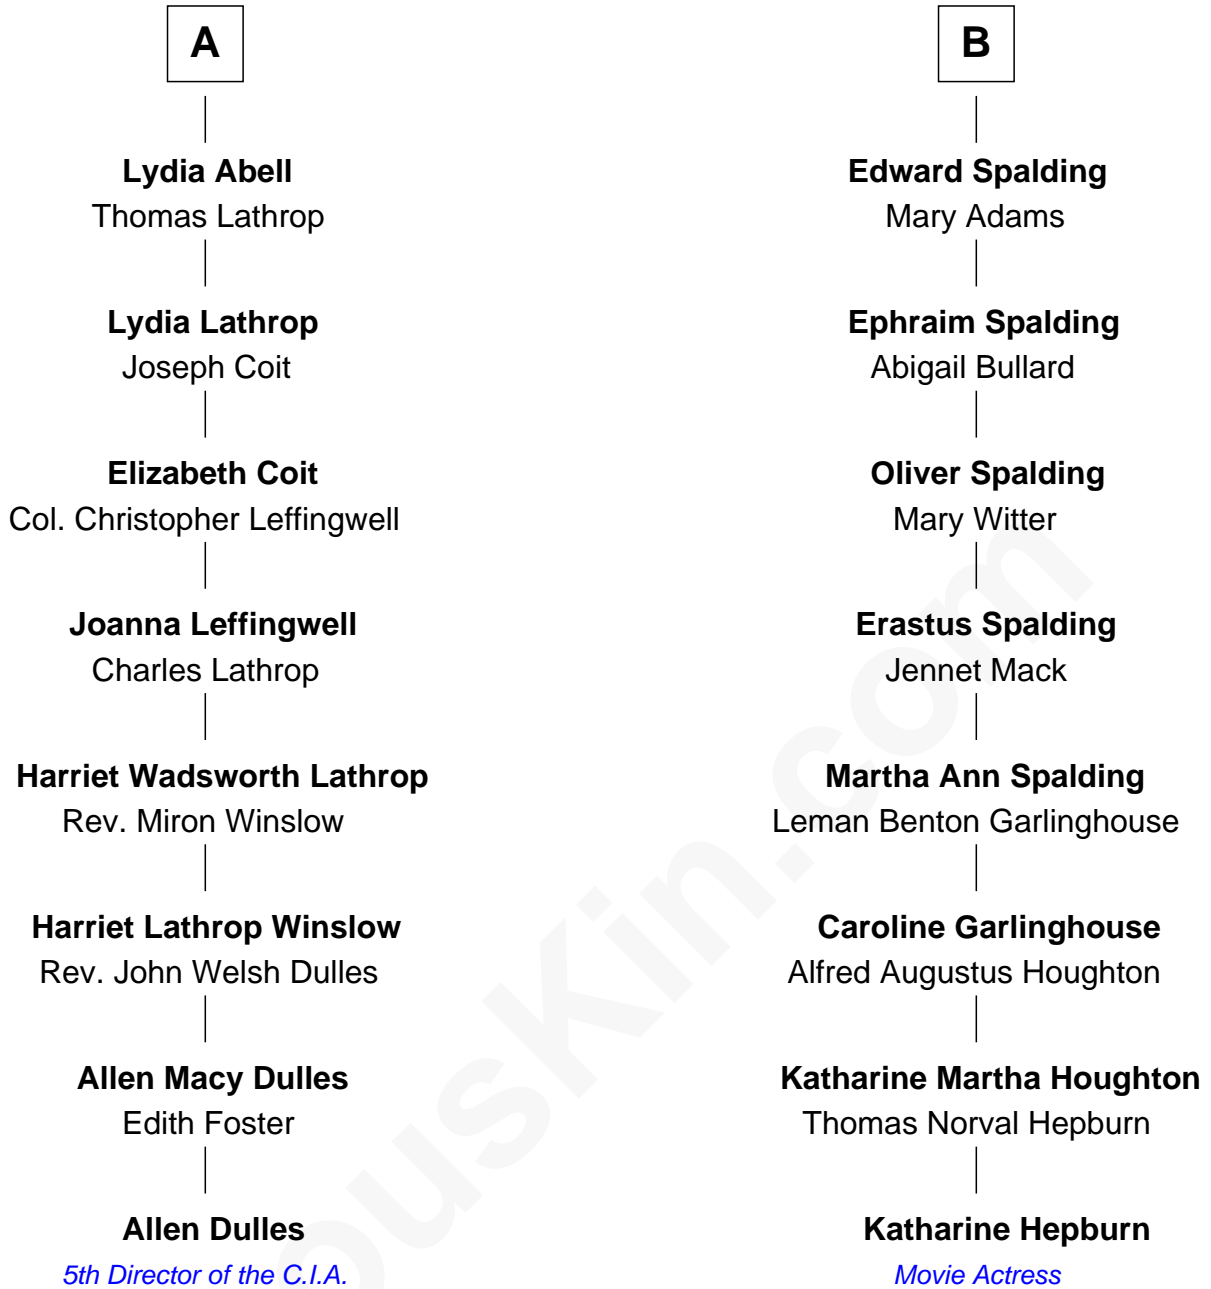 A
Lydia Abell
Thomas Lathrop
Lydia Lathrop
Joseph Coit
Elizabeth Coit
Col. Christopher Leffingwell
Joanna Leffingwell
Charles Lathrop
Harriet Wadsworth Lathrop
Rev. Miron Winslow
Harriet Lathrop Winslow
Rev. John Welsh Dulles
Allen Macy Dulles
Edith Foster
Allen Dulles
5th Director of the C.I.A.
B
Edward Spalding
Mary Adams
Ephraim Spalding
Abigail Bullard
Oliver Spalding
Mary Witter
Erastus Spalding
Jennet Mack
Martha Ann Spalding
Leman Benton Garlinghouse
Caroline Garlinghouse
Alfred Augustus Houghton
Katharine Martha Houghton
Thomas Norval Hepburn
Katharine Hepburn
Movie Actress
ousKin.com